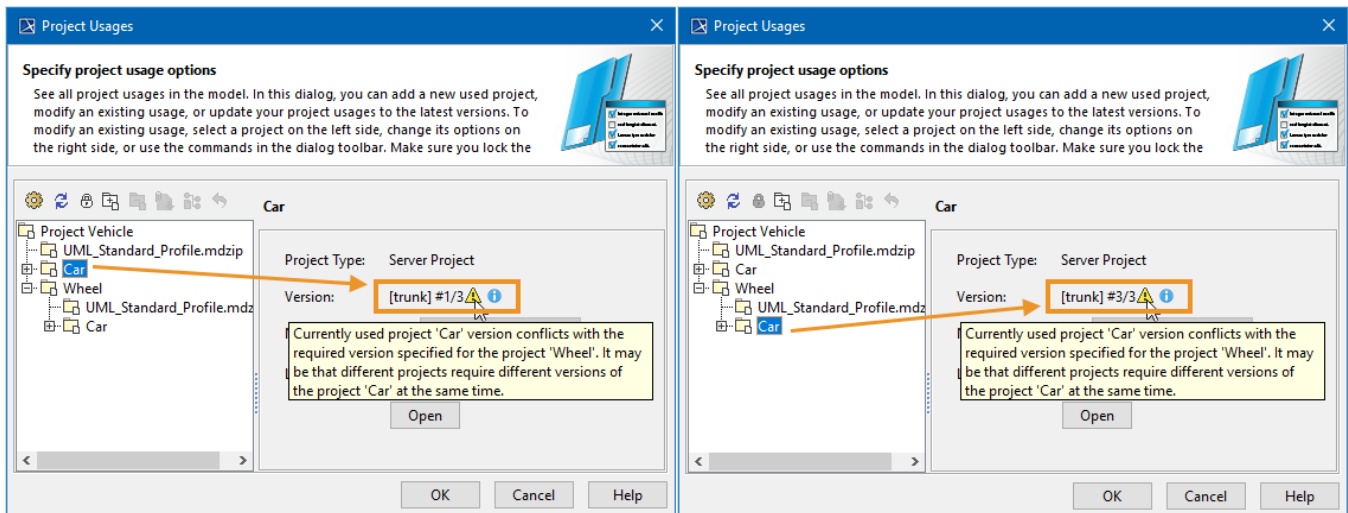 Project Usages
Specify project usage options
See all project usages in the model. In this dialog, you can add a new used project,
modify an existing usage, or update your project usages to the latest versions. To
modify an existing usage, select a project on the left side, change its options on
the right side, or use the commands in the dialog toolbar. Make sure you lock the
Car
Project Vehicle
UML_Standard_Profile.mdzip
Car
Wheel
UML_Standard_Profile.mdz
Car
Project Type: Server Project
Version: [trunk] #1/3
Currently used project 'Car' version conflicts with the
required version specified for the project 'Wheel'. It may
be that different projects require different versions of
the project 'Car' at the same time.
Open
OK Cancel Help
Project Usages
Specify project usage options
See all project usages in the model. In this dialog, you can add a new used project,
modify an existing usage, or update your project usages to the latest versions. To
modify an existing usage, select a project on the left side, change its options on
the right side, or use the commands in the dialog toolbar. Make sure you lock the
Car
Project Vehicle
UML_Standard_Profile.mdzip
Car
Wheel
UML_Standard_Profile.mdz
Car
Project Type: Server Project
Version: [trunk] #3/3
Currently used project 'Car' version conflicts with the
required version specified for the project 'Wheel'. It may
be that different projects require different versions of
the project 'Car' at the same time.
Open
OK Cancel Help